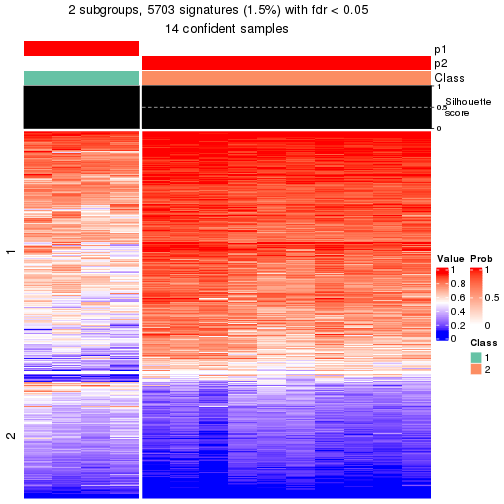 2 subgroups, 5703 signatures (1.5%) with fdr < 0.05
14 confident samples
p1
p2
Class
1
0.5
0
Silhouette
score
1
2
Value
1
0.8
0.6
0.4
0.2
0
Prob
1
0.5
0
Class
1
2